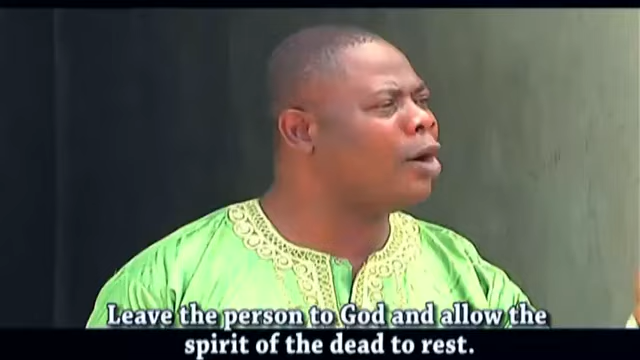 Leave the person to God and allow the
spirit of the dead to rest.